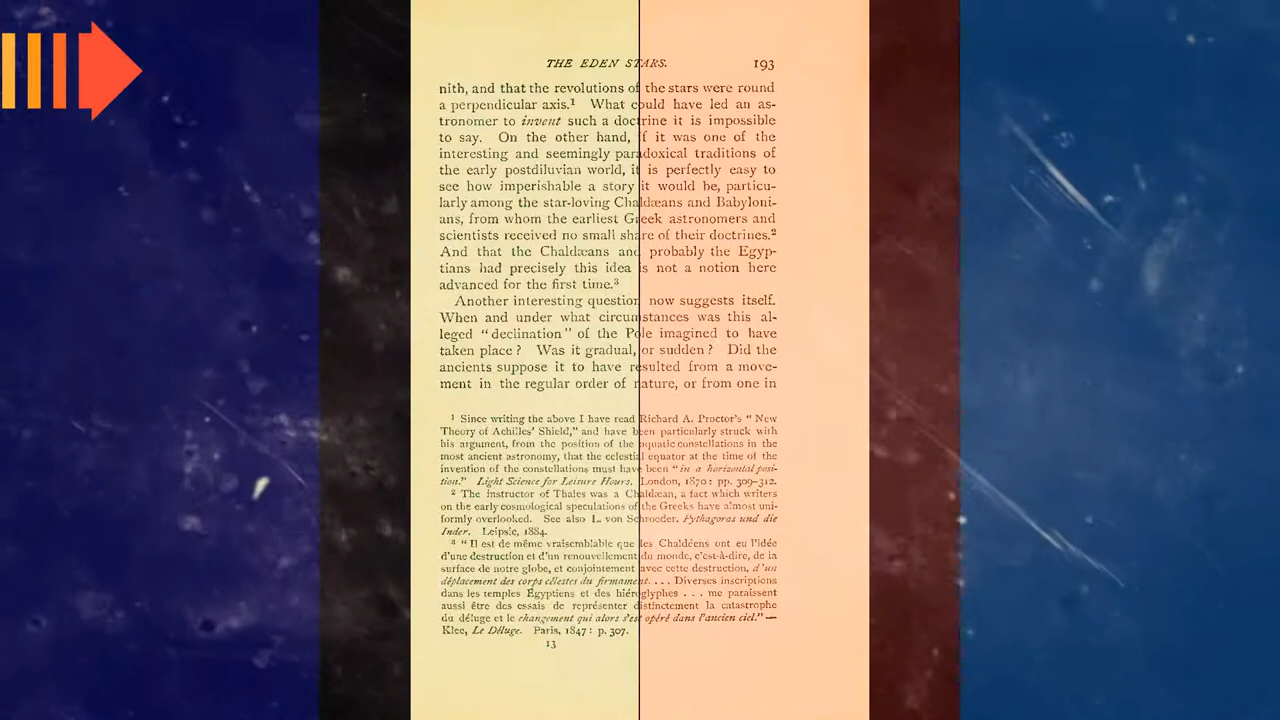 THE EDEN STARS. 193
nith, and that the revolutions of the stars were round
a perpendicular axis.¹ What could have led an as-
tronomer to invent such a doctrine it is impossible
to say. On the other hand, if it was one of the
interesting and seemingly paradoxical traditions of
the early postdiluvian world, it is perfectly easy to
see how imperishable a story it would be, particu-
larly among the star-loving Chaldæans and Babyloni-
ans, from whom the earliest Greek astronomers and
scientists received no small share of their doctrines.²
And that the Chaldæans and probably the Egyp-
tians had precisely this idea is not a notion here
advanced for the first time.³
Another interesting question now suggests itself.
When and under what circumstances was this al-
leged “declination” of the Pole imagined to have
taken place? Was it gradual, or sudden? Did the
ancients suppose it to have resulted from a move-
ment in the regular order of nature, or from one in
¹ Since writing the above I have read Richard A. Proctor's “New
Theory of Achilles' Shield,” and have been particularly struck with
his argument, from the position of the aquatic constellations in the
most ancient astronomy, that the celestial equator at the time of the
invention of the constellations must have been “in a horizontal posi-
tion.” Light Science for Leisure Hours. London, 1870: pp. 309-312.
² The instructor of Thales was a Chaldæan, a fact which writers
on the early cosmological speculations of the Greeks have almost uni-
formly overlooked. See also L. von Schroeder. Pythagoras und die
Inder. Leipsic, 1884.
³ “Il est de même vraisemblable que les Chaldéens ont eu l'idée
d'une destruction et d'un renouvellement du monde, c'est-à-dire, de la
surface de notre globe, et conjointement avec cette destruction, d'un
déplacement des corps célestes du firmament. . . . Diverses inscriptions
dans les temples Égyptiens et des hiéroglyphes . . . me paraissent
aussi être des essais de représenter distinctement la catastrophe
du déluge et le changement qui alors s'est opéré dans l'ancien ciel.” —
Klee, Le Déluge. Paris, 1847: p. 307.
13